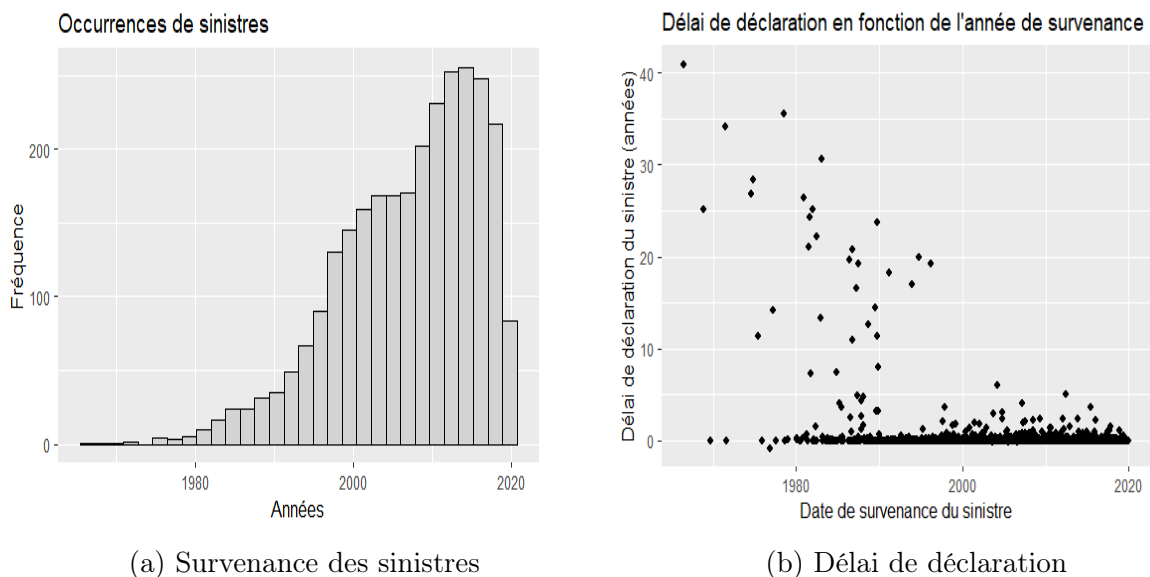 Occurrences de sinistres
Fréquence
200
100
0
1980
2000
2020
Années
(a) Survenance des sinistres
Délai de déclaration en fonction de l'année de survenance
Délai de déclaration du sinistre (années)
40
30
20
10
0
1980
2000
2020
Date de survenance du sinistre
(b) Délai de déclaration